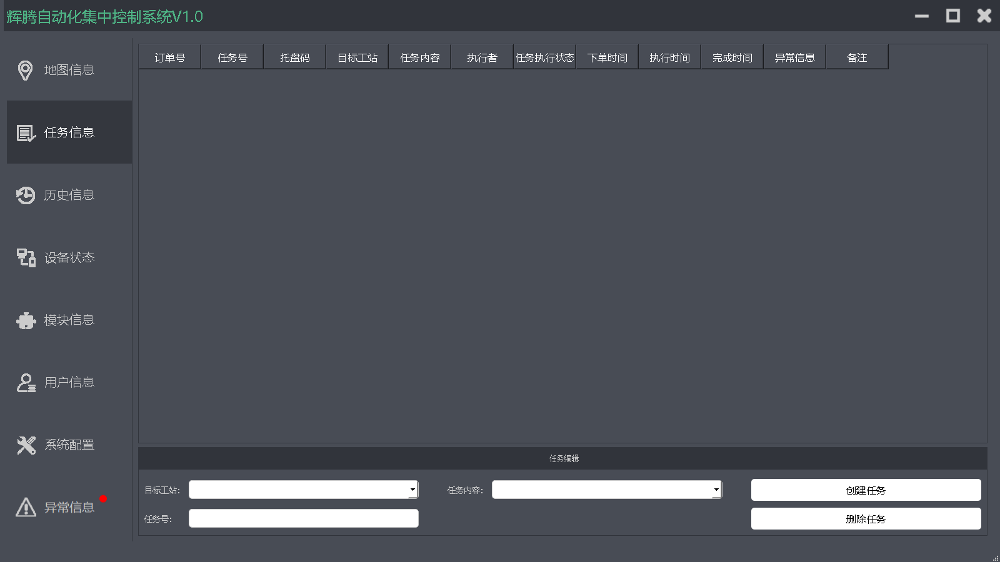 辉腾自动化集中控制系统V1.0
地图信息
任务信息
历史信息
设备状态
模块信息
用户信息
系统配置
异常信息
订单号 任务号 托盘码 目标工站 任务内容 执行者 任务执行状态 下单时间 执行时间 完成时间 异常信息 备注
任务编辑
目标工站: 任务内容: 创建任务
任务号: 删除任务